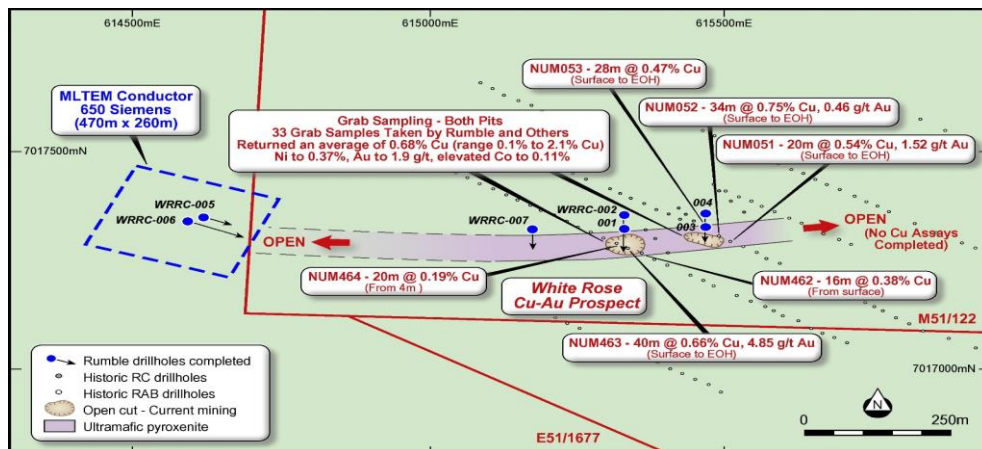 614500mE
615000mE
615500mE
NUM053 - 28m @ 0.47% Cu
(Surface to EOH)
MLTEM Conductor
650 Siemens
(470m x 260m)
NUM052 - 34m @ 0.75% Cu, 0.46 g/t Au
(Surface to EOH)
Grab Sampling - Both Pits
33 Grab Samples Taken by Rumble and Others
Returned an average of 0.68% Cu (range 0.1% to 2.1% Cu)
Ni to 0.37%, Au to 1.9 g/t, elevated Co to 0.11%
NUM051 - 20m @ 0.54% Cu, 1.52 g/t Au
(Surface to EOH)
7017500mN
7017500mN
WRRC-005
WRRC-006
WRRC-007
WRRC-002
001
004
003
OPEN
OPEN
(No Cu Assays
Completed)
NUM464 - 20m @ 0.19% Cu
(From 4m )
White Rose
Cu-Au Prospect
NUM462 - 16m @ 0.38% Cu
(From surface)
M51/122
NUM463 - 40m @ 0.66% Cu, 4.85 g/t Au
(Surface to EOH)
Rumble drillholes completed
Historic RC drillholes
Historic RAB drillholes
Open cut - Current mining
Ultramafic pyroxenite
7017000mN
E51/1677
N
0
250m